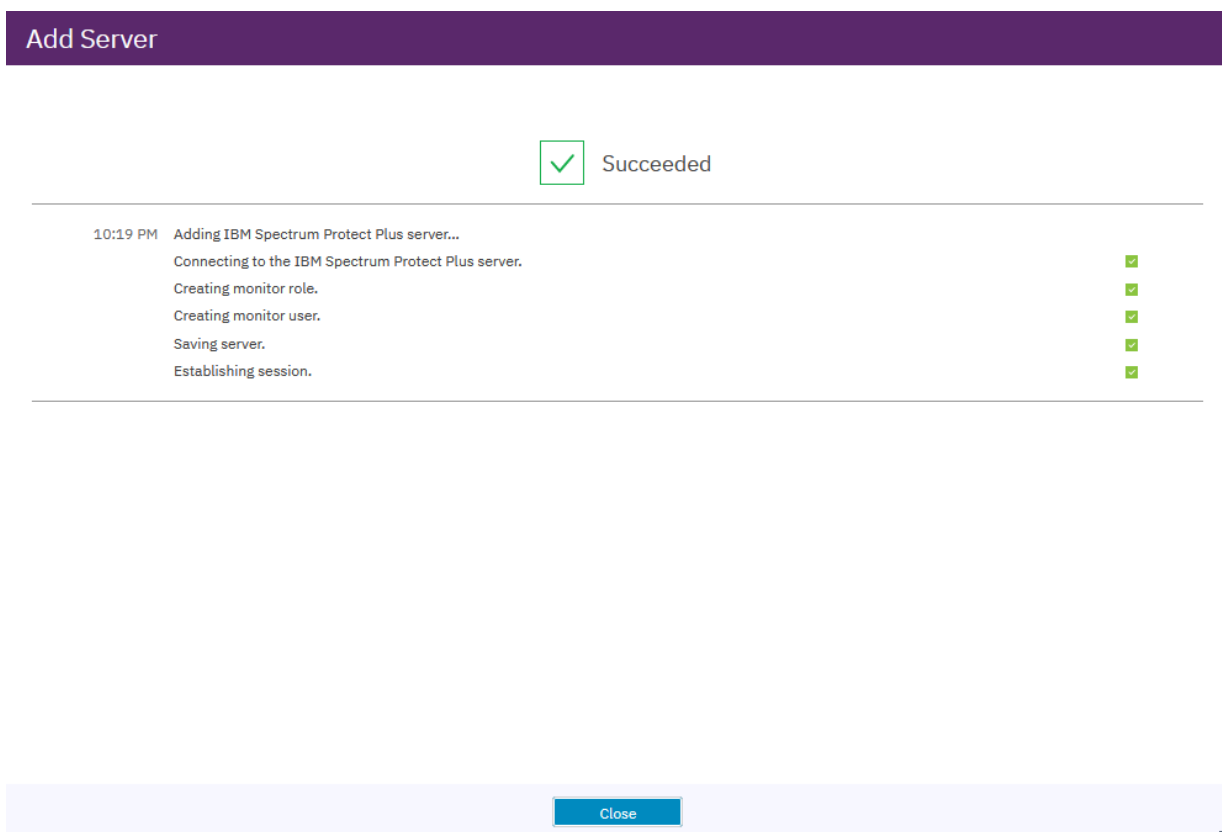 Add Server
Succeeded
10:19 PM Adding IBM Spectrum Protect Plus server...
Connecting to the IBM Spectrum Protect Plus server.
Creating monitor role.
Creating monitor user.
Saving server.
Establishing session.
Close